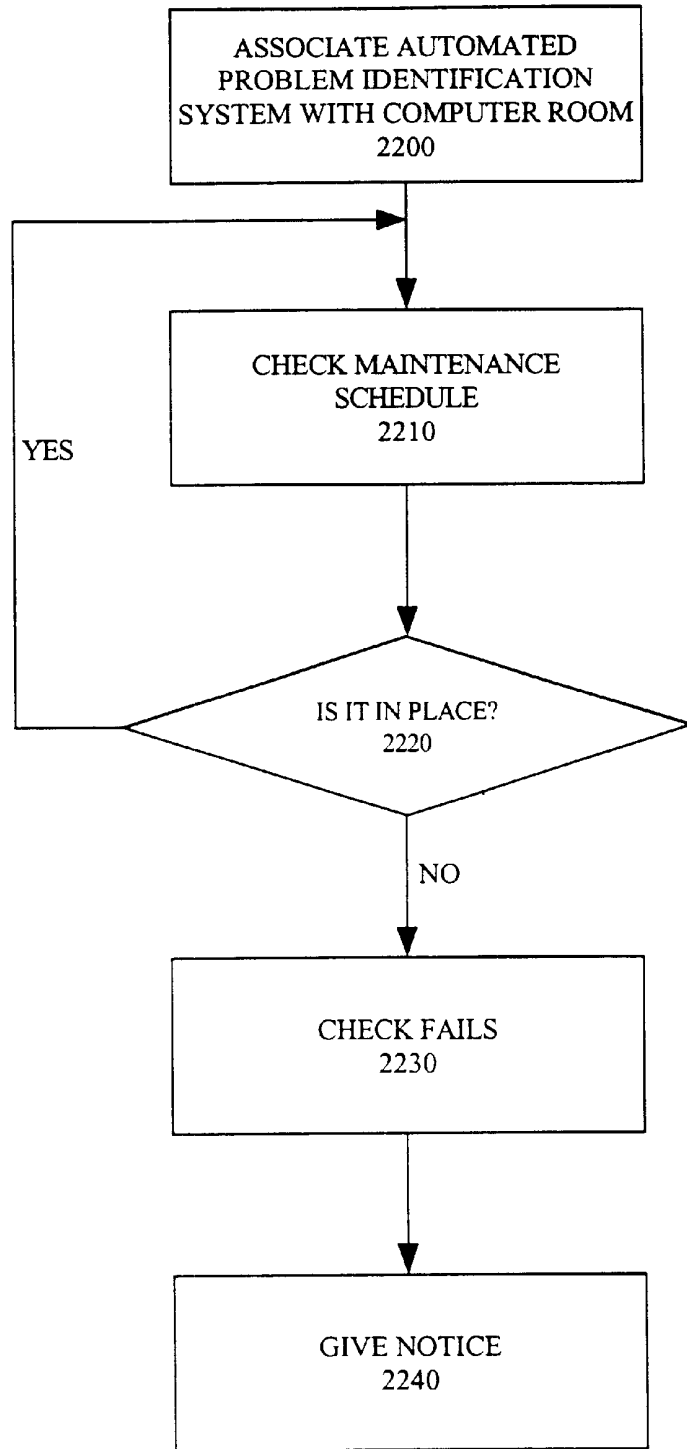 ASSOCIATE AUTOMATED
PROBLEM IDENTIFICATION
SYSTEM WITH COMPUTER ROOM
2200
CHECK MAINTENANCE
SCHEDULE
2210
YES
IS IT IN PLACE?
2220
NO
CHECK FAILS
2230
GIVE NOTICE
2240